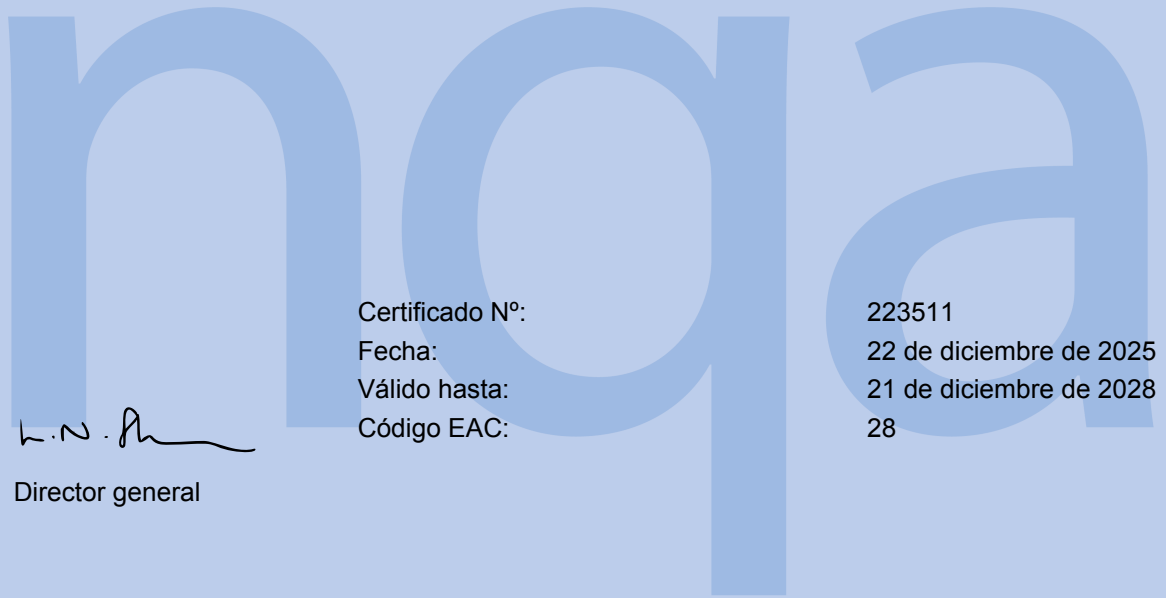 nqa
Certificado Nº: 223511
Fecha: 22 de diciembre de 2025
Válido hasta: 21 de diciembre de 2028
Código EAC: 28
L.N.
Director general